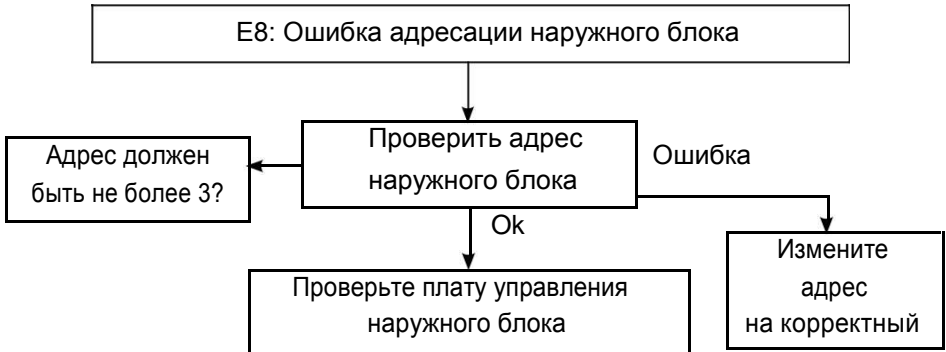 E8: Ошибка адресации наружного блока
Проверить адрес
наружного блока
Адрес должен
быть не более 3?
Ошибка
Ok
Измените
адрес
на корректный
Проверьте плату управления
наружного блока